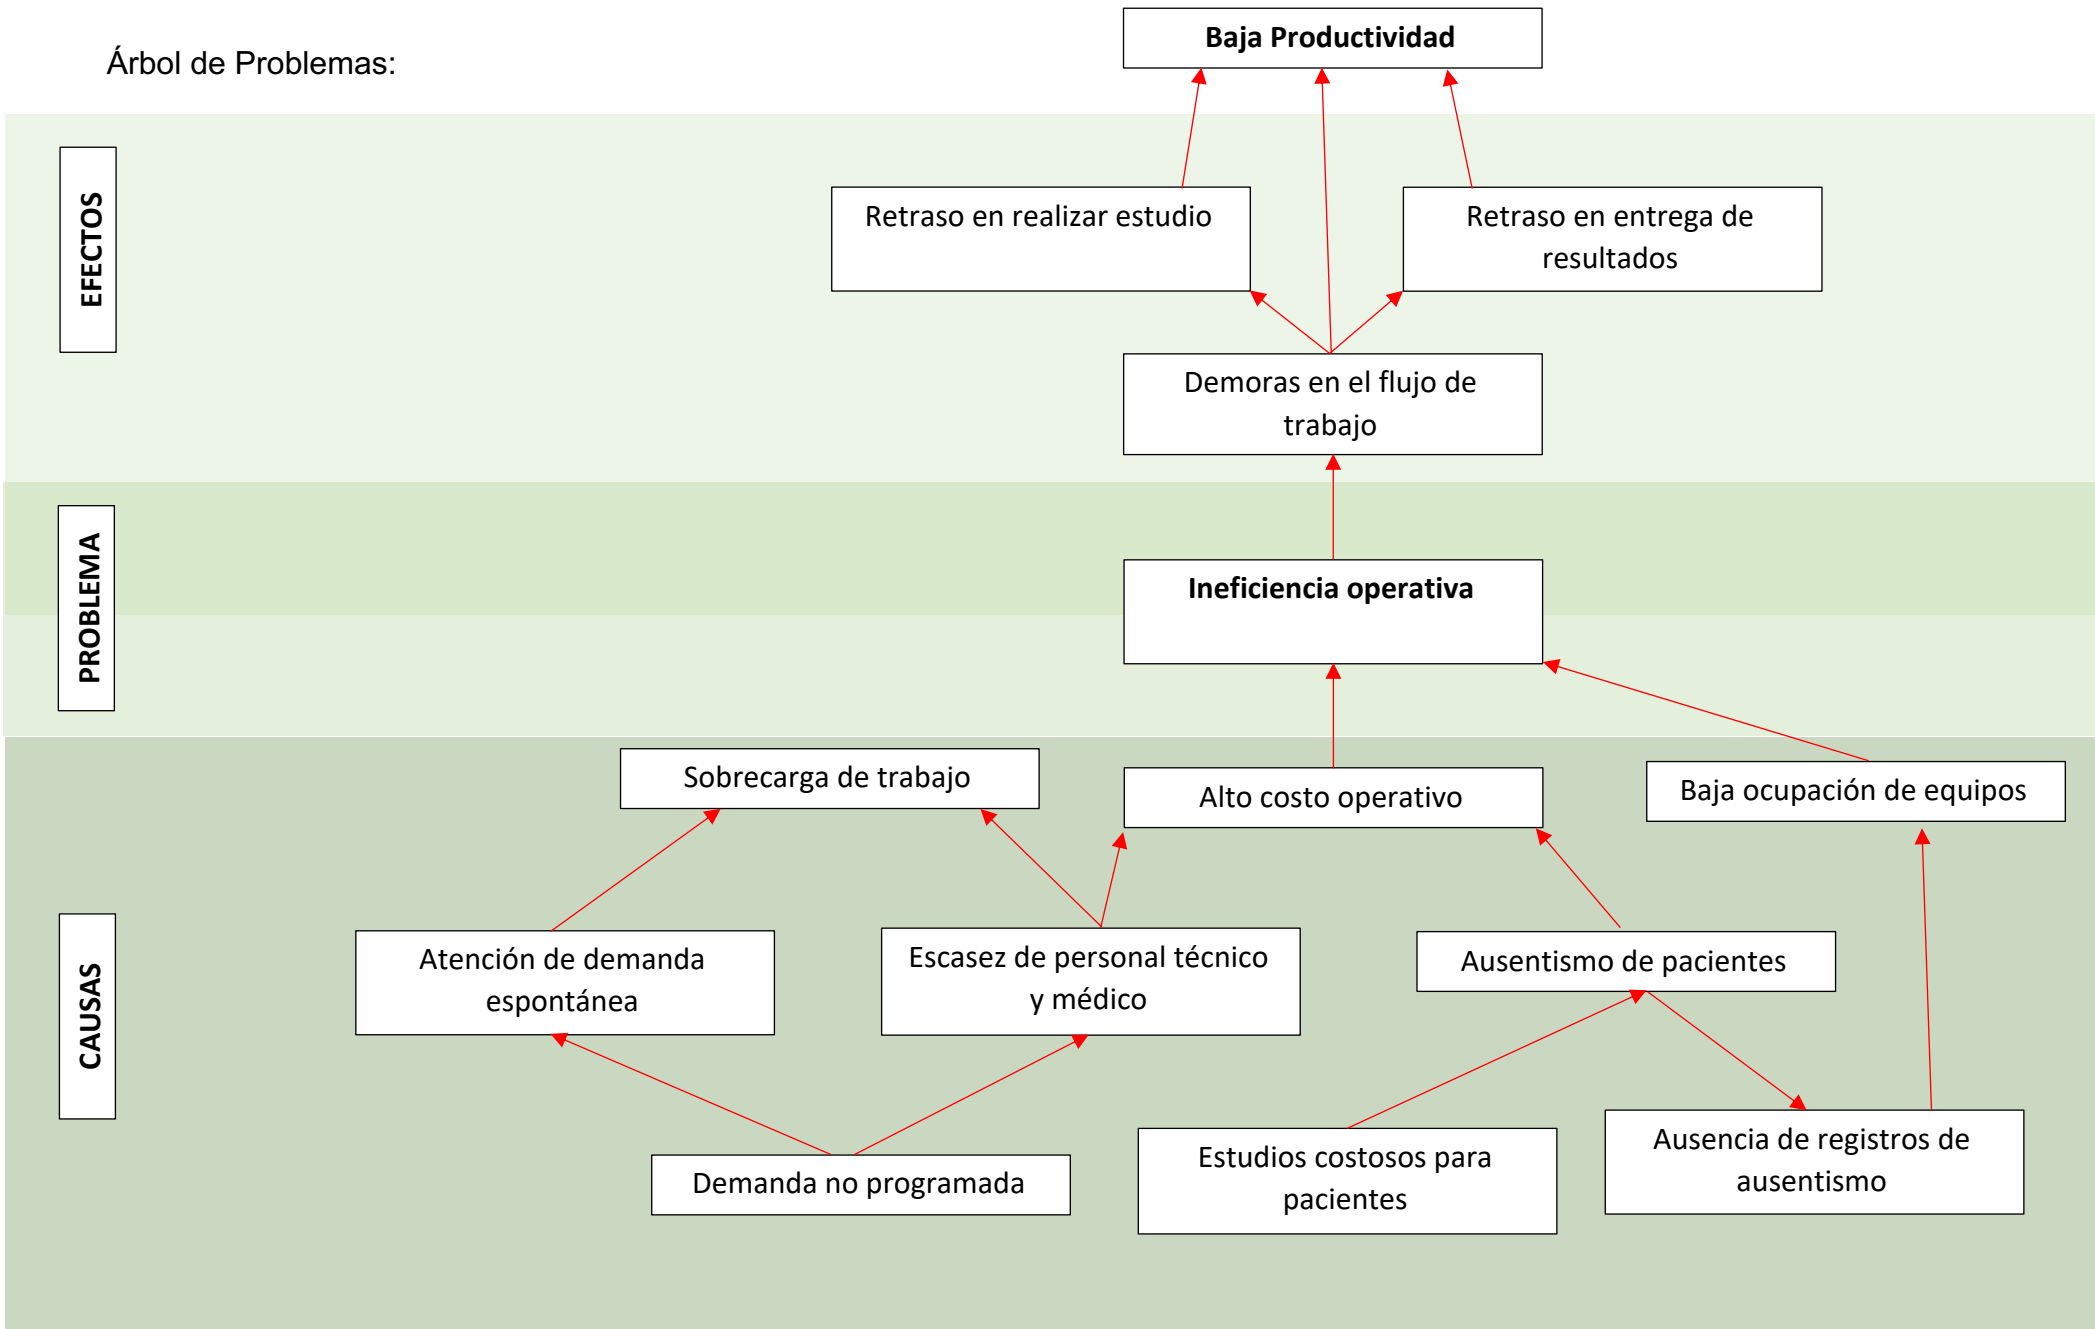 Baja Productividad
Árbol de Problemas:
EFECTOS
Retraso en realizar estudio
Retraso en entrega de
resultados
Demoras en el flujo de
trabajo
PROBLEMA
Ineficiencia operativa
Sobrecarga de trabajo
Alto costo operativo
Baja ocupación de equipos
CAUSAS
Atención de demanda
espontánea
Escasez de personal técnico
y médico
Ausentismo de pacientes
Demanda no programada
Estudios costosos para
pacientes
Ausencia de registros de
ausentismo